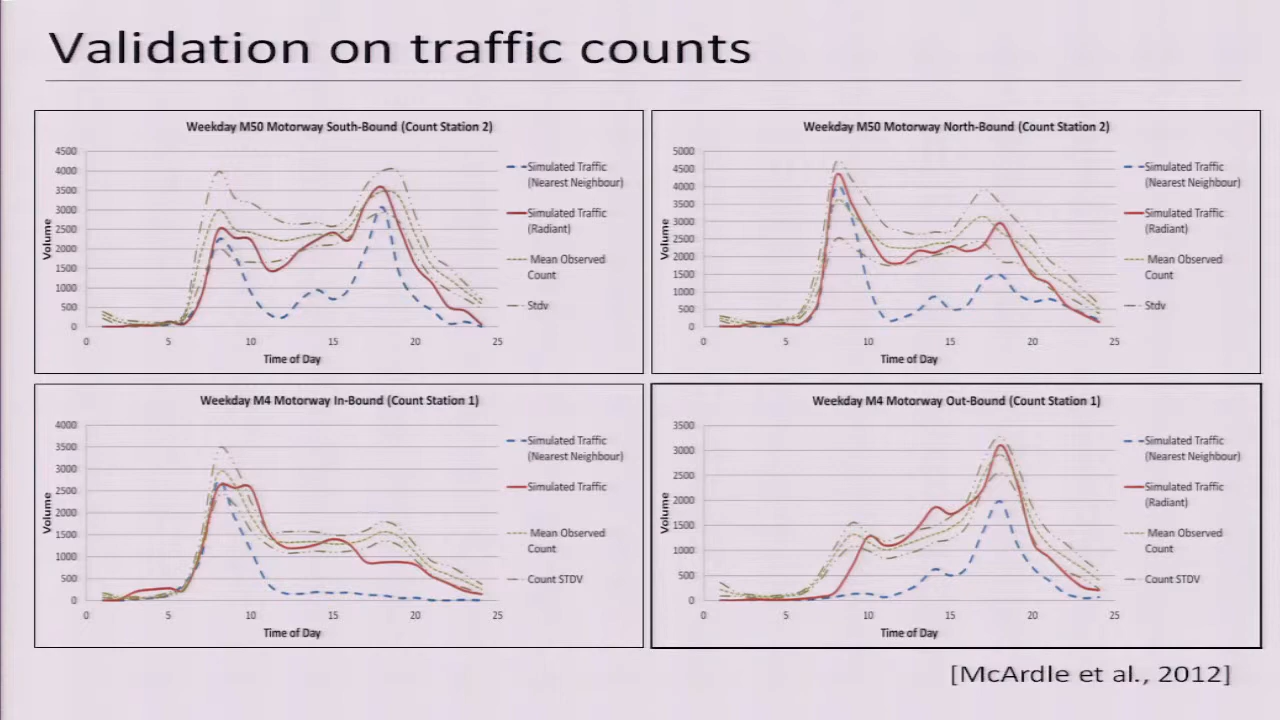 Validation on traffic counts
Weekday M50 Motorway South-Bound (Count Station 2)
4500
4000
3500
3000
2500
2000
1500
1000
500
0
Volume
0 5 10 15 20 25
Time of Day
Simulated Traffic
(Nearest Neighbour)
Simulated Traffic
(Radiant)
Mean Observed
Count
Stdv
Weekday M50 Motorway North-Bound (Count Station 2)
5000
4500
4000
3500
3000
2500
2000
1500
1000
500
0
Volume
0 5 10 15 20 25
Time of Day
Simulated Traffic
(Nearest Neighbour)
Simulated Traffic
(Radiant)
Mean Observed
Count
Stdv
Weekday M4 Motorway In-Bound (Count Station 1)
4000
3500
3000
2500
2000
1500
1000
500
0
Volume
0 5 10 15 20 25
Time of Day
Simulated Traffic
(Nearest Neighbour)
Simulated Traffic
Mean Observed
Count
Count STDV
Weekday M4 Motorway Out-Bound (Count Station 1)
3500
3000
2500
2000
1500
1000
500
0
Volume
0 5 10 15 20 25
Time of Day
Simulated Traffic
(Nearest Neighbour)
Simulated Traffic
(Radiant)
Mean Observed
Count
Count STDV
[McArdle et al., 2012]